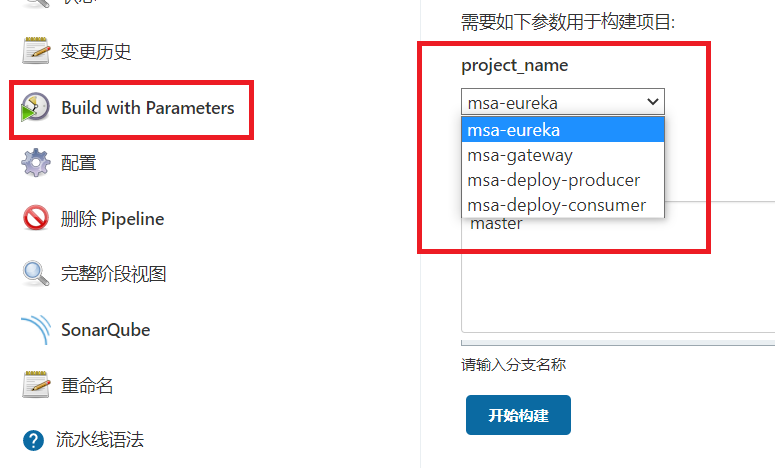 状态
变更历史
Build with Parameters
配置
删除 Pipeline
完整阶段视图
SonarQube
重命名
流水线语法
需要如下参数用于构建项目:
project_name
msa-eureka
msa-eureka
msa-gateway
msa-deploy-producer
msa-deploy-consumer
master
请输入分支名称
开始构建